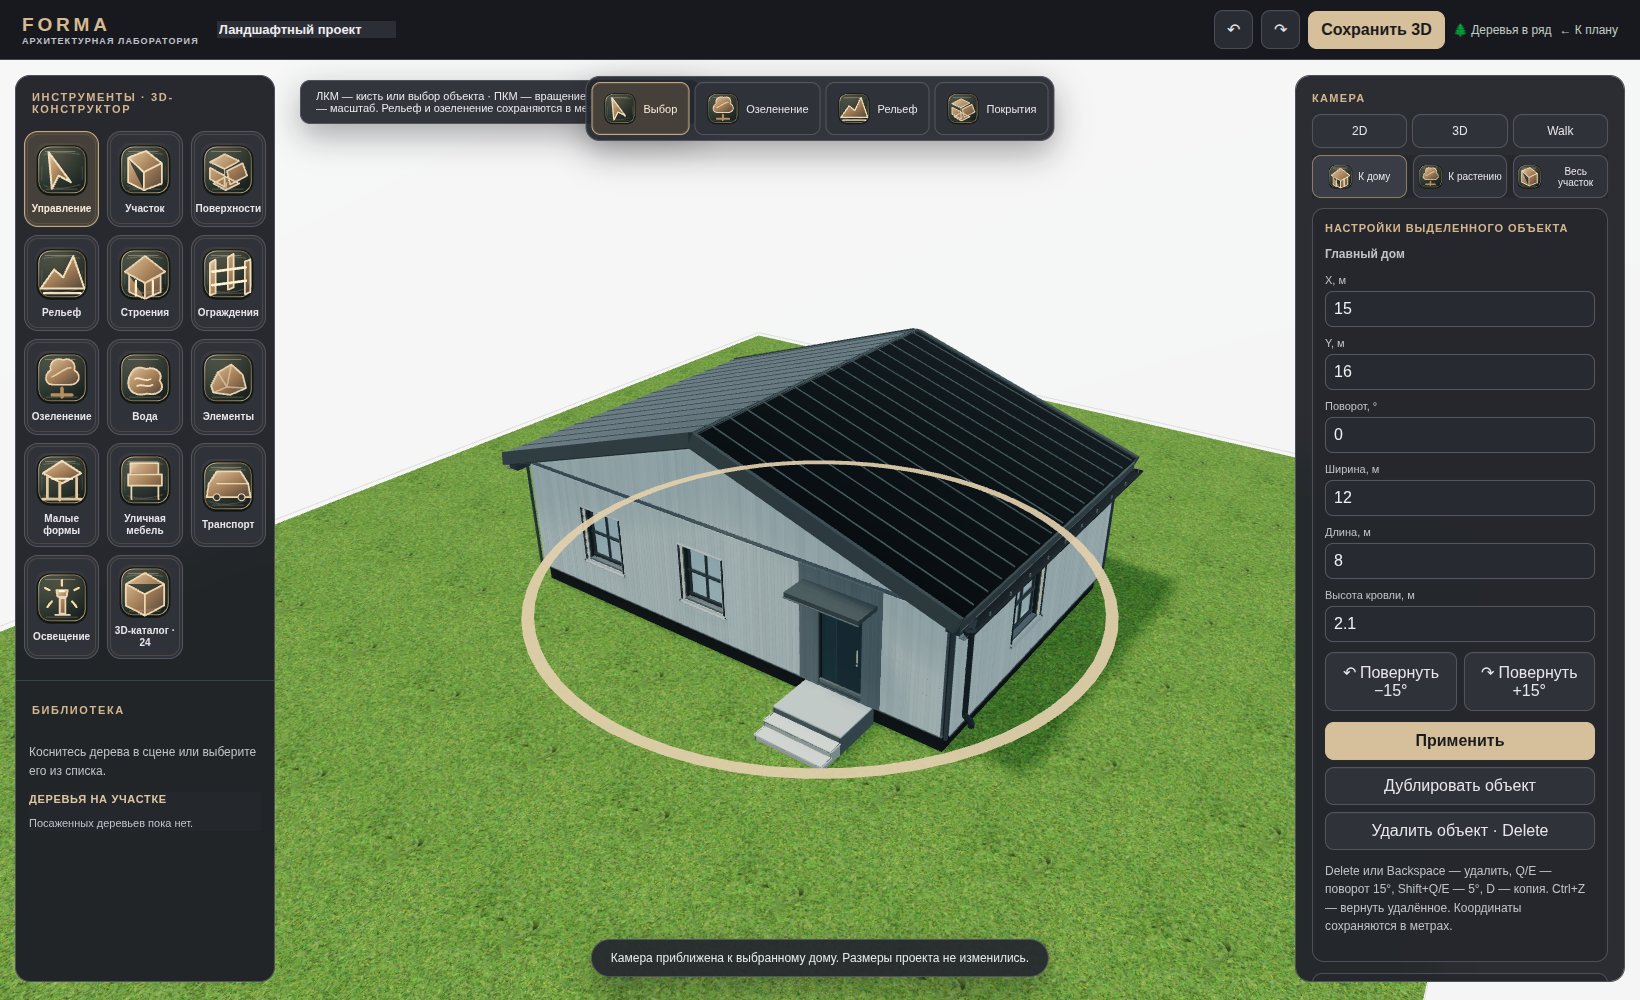 FORMA
АРХИТЕКТУРНАЯ ЛАБОРАТОРИЯ
Ландшафтный проект
↶
↷
Сохранить 3D
🌲 Деревья в ряд
← К плану
ИНСТРУМЕНТЫ · 3D-
КОНСТРУКТОР
Управление
Участок
Поверхности
Рельеф
Строения
Ограждения
Озеленение
Вода
Элементы
Малые
формы
Уличная
мебель
Транспорт
Освещение
3D-каталог ·
24
БИБЛИОТЕКА
Коснитесь дерева в сцене или выберите
его из списка.
ДЕРЕВЬЯ НА УЧАСТКЕ
Посаженных деревьев пока нет.
ЛКМ — кисть или выбор объекта · ПКМ — вращение
— масштаб. Рельеф и озеленение сохраняются в ме
Выбор
Озеленение
Рельеф
Покрытия
Камера приближена к выбранному дому. Размеры проекта не изменились.
КАМЕРА
2D
3D
Walk
К дому
К растению
Весь
участок
НАСТРОЙКИ ВЫДЕЛЕННОГО ОБЪЕКТА
Главный дом
X, м
15
Y, м
16
Поворот, °
0
Ширина, м
12
Длина, м
8
Высота кровли, м
2.1
↶ Повернуть
−15°
↷ Повернуть
+15°
Применить
Дублировать объект
Удалить объект · Delete
Delete или Backspace — удалить, Q/E —
поворот 15°, Shift+Q/E — 5°, D — копия. Ctrl+Z
— вернуть удалённое. Координаты
сохраняются в метрах.